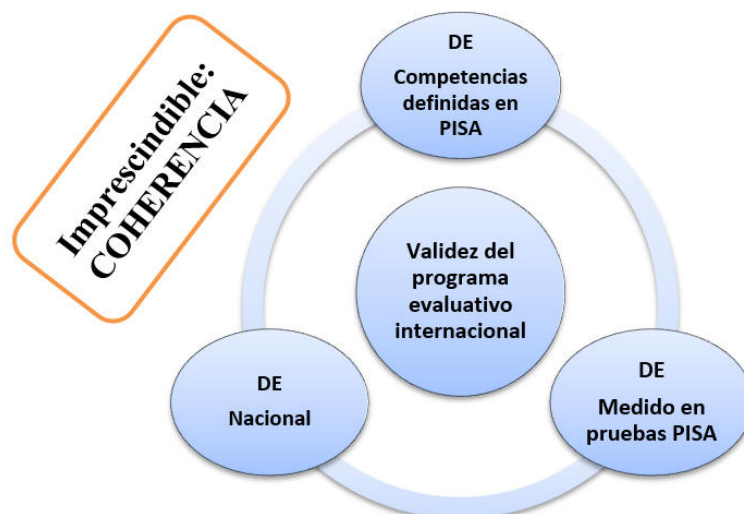 Imprescindible:
COHERENCIA
DE
Competencias
definidas en
PISA
Validez del
programa
evaluativo
internacional
DE
Nacional
DE
Medido en
pruebas PISA